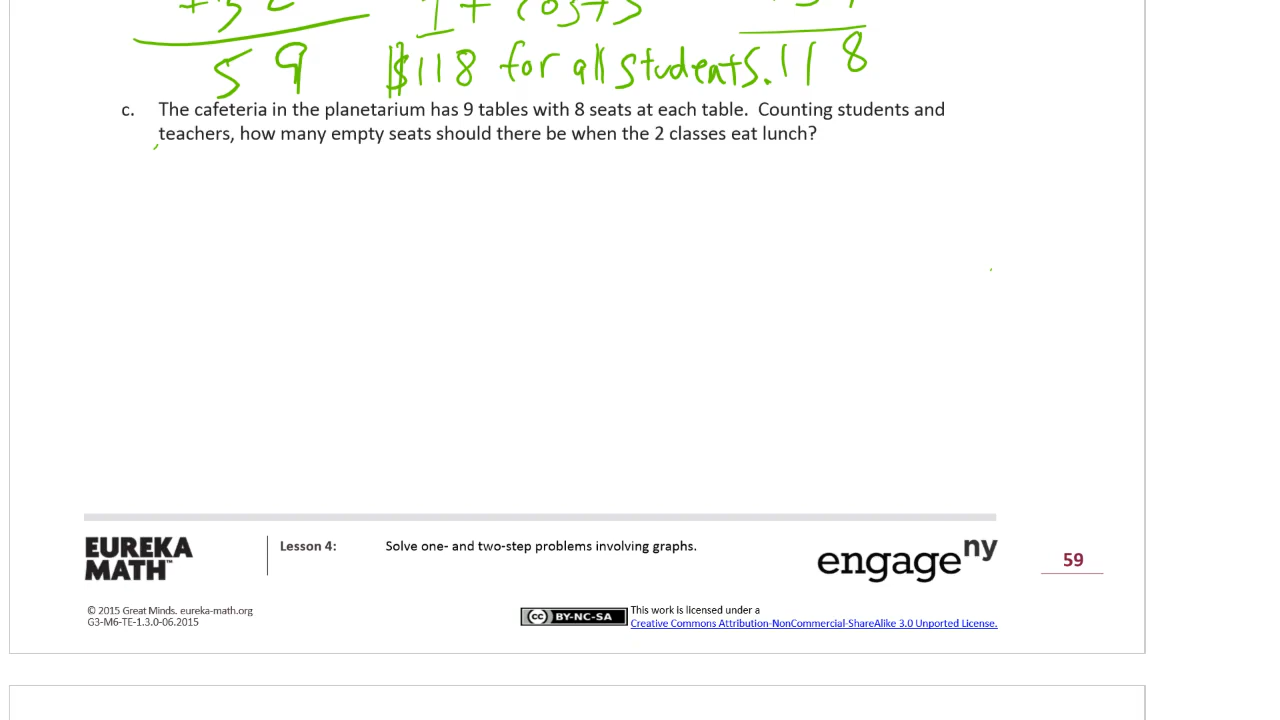 59
$118 for all students. 118
c. The cafeteria in the planetarium has 9 tables with 8 seats at each table. Counting students and
teachers, how many empty seats should there be when the 2 classes eat lunch?
EUREKA
MATH™
Lesson 4:
Solve one- and two-step problems involving graphs.
engageny
59
© 2015 Great Minds. eureka-math.org
G3-M6-TE-1.3.0-06.2015
cc BY-NC-SA
This work is licensed under a
Creative Commons Attribution-NonCommercial-ShareAlike 3.0 Unported License.